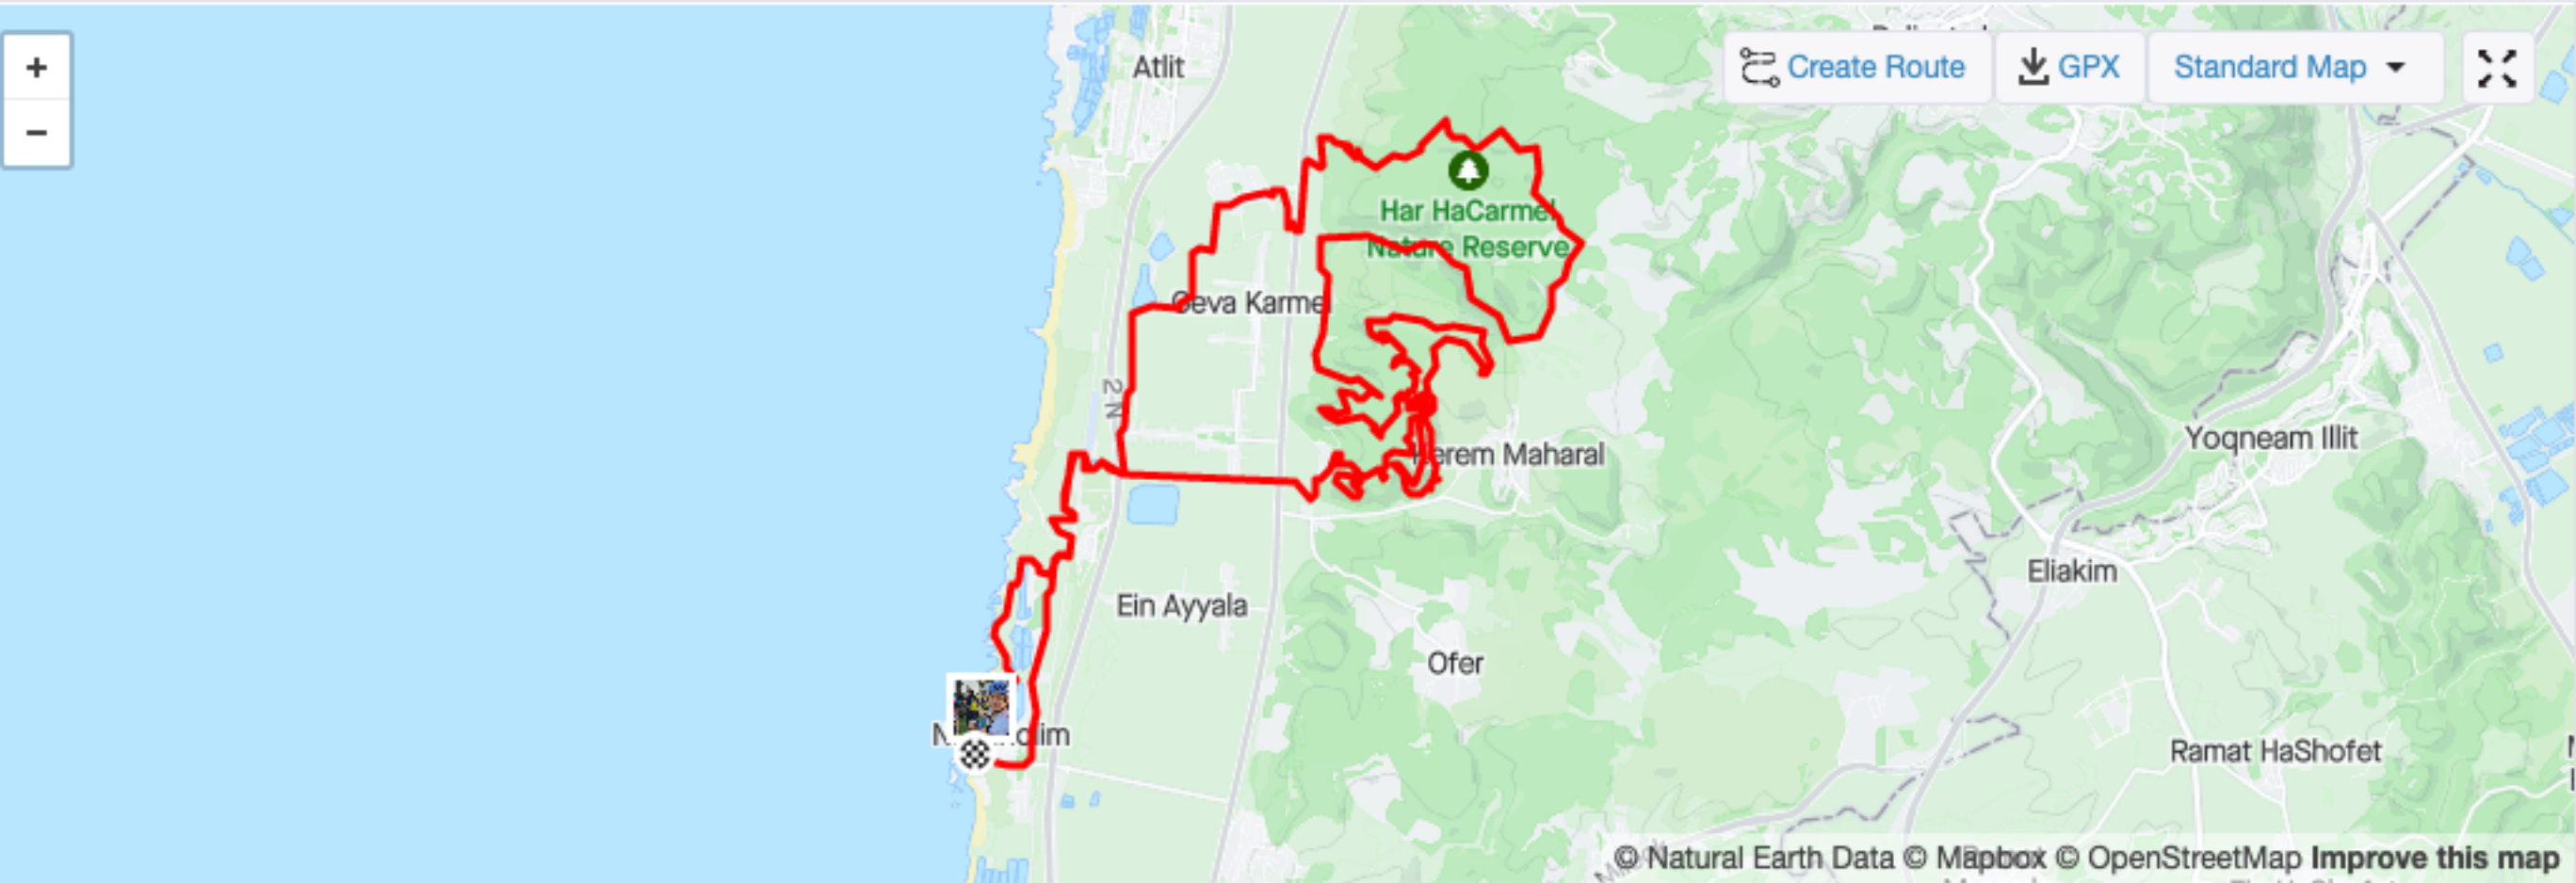 +
−
Atlit
Create Route
GPX
Standard Map
Har HaCarmel
Nature Reserve
Geva Karmel
2 N
Kerem Maharal
Yoqneam Illit
Eliakim
Ein Ayyala
Ofer
Ramat HaShofet
© Natural Earth Data © Mapbox © OpenStreetMap Improve this map